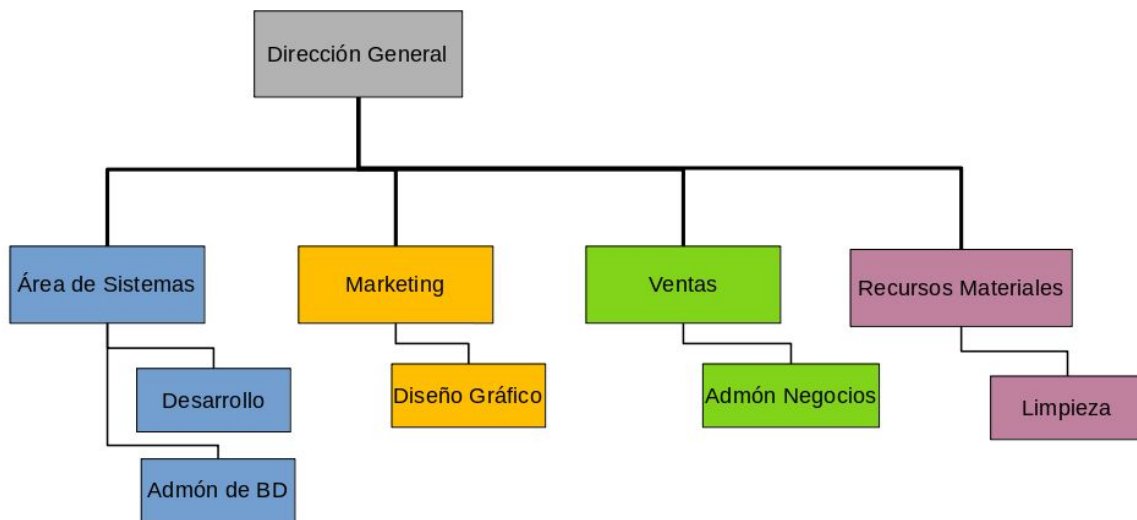 Dirección General
Área de Sistemas
Marketing
Ventas
Recursos Materiales
Desarrollo
Diseño Gráfico
Admón Negocios
Limpieza
Admón de BD